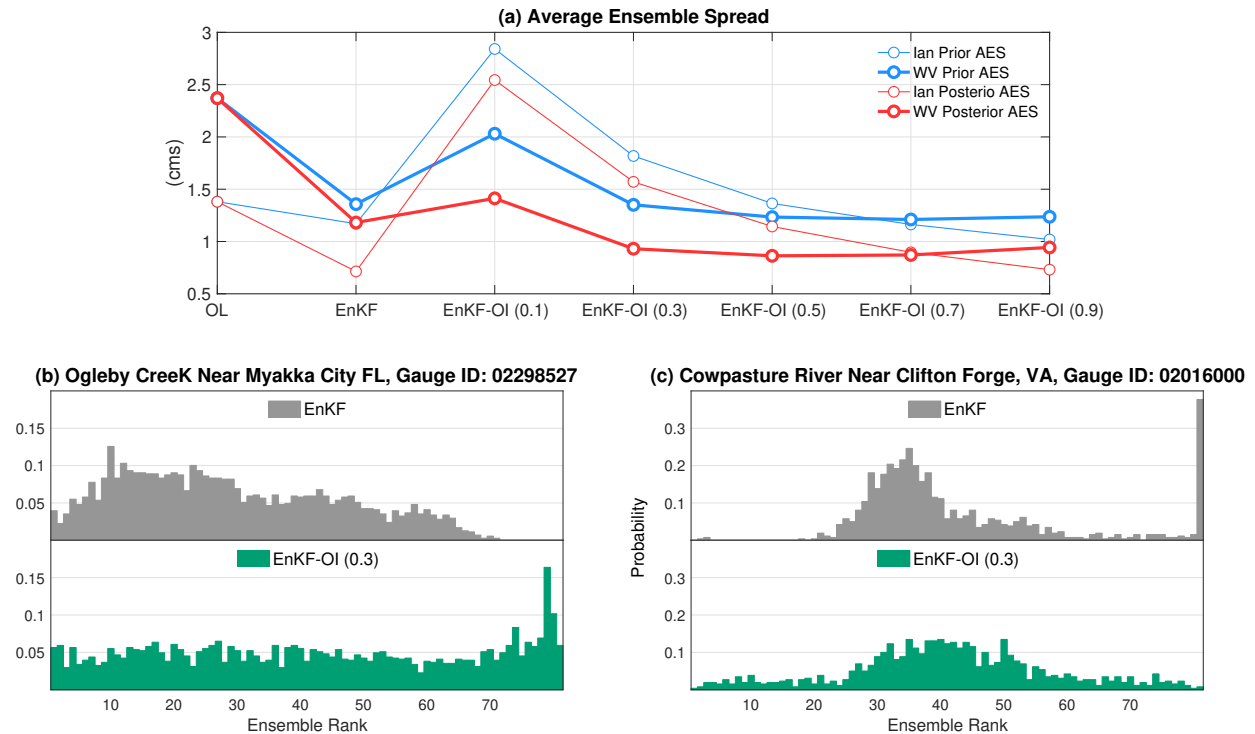 (a) Average Ensemble Spread
3
2.5
2
1.5
1
0.5
(cms)
Ian Prior AES
WV Prior AES
Ian Posterio AES
WV Posterior AES
OL
EnKF
EnKF-OI (0.1)
EnKF-OI (0.3)
EnKF-OI (0.5)
EnKF-OI (0.7)
EnKF-OI (0.9)
(b) Ogleby CreeK Near Myakka City FL, Gauge ID: 02298527
EnKF
0.15
0.1
0.05
EnKF-OI (0.3)
0.15
0.1
0.05
10 20 30 40 50 60 70
Ensemble Rank
(c) Cowpasture River Near Clifton Forge, VA, Gauge ID: 02016000
EnKF
0.3
0.2
0.1
Probability
EnKF-OI (0.3)
0.3
0.2
0.1
10 20 30 40 50 60 70
Ensemble Rank